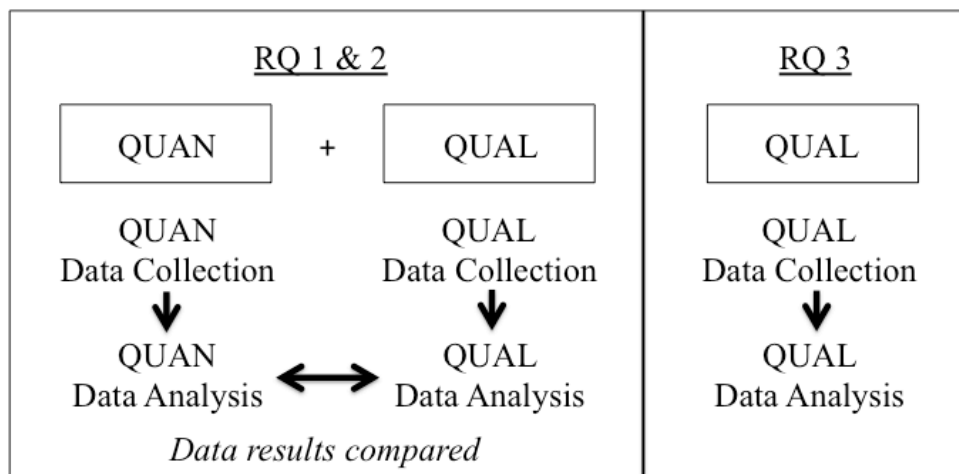 RQ 1 & 2
QUAN + QUAL
QUAN
Data Collection
QUAL
Data Collection
QUAN
Data Analysis
QUAL
Data Analysis
Data results compared
RQ 3
QUAL
QUAL
Data Collection
QUAL
Data Analysis